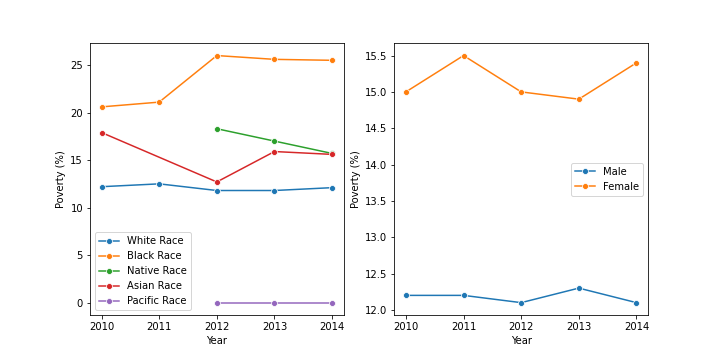 25
20
15
10
5
0
Poverty (%)
2010 2011 2012 2013 2014
Year
White Race
Black Race
Native Race
Asian Race
Pacific Race
15.5
15.0
14.5
14.0
13.5
13.0
12.5
12.0
Poverty (%)
2010 2011 2012 2013 2014
Year
Male
Female